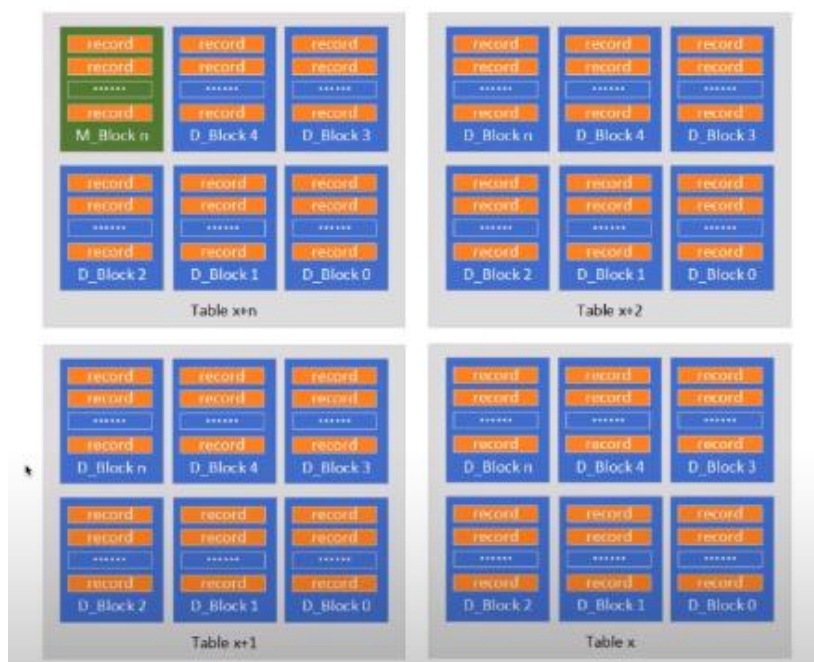 record record record record record record
record record record record record record
****** ****** ****** ****** ****** ******
record record record record record record
M_Block n D_Block 4 D_Block 3 D_Block n D_Block 4 D_Block 3
record record record record record record
record record record record record record
****** ****** ****** ****** ****** ******
record record record record record record
D_Block 2 D_Block 1 D_Block 0 D_Block 2 D_Block 1 D_Block 0
Table x+n Table x+2
record record record record record record
record record record record record record
****** ****** ****** ****** ****** ******
record record record record record record
D_Block n D_Block 4 D_Block 3 D_Block n D_Block 4 D_Block 3
record record record record record record
record record record record record record
****** ****** ****** ****** ****** ******
record record record record record record
D_Block 2 D_Block 1 D_Block 0 D_Block 2 D_Block 1 D_Block 0
Table x+1 Table x